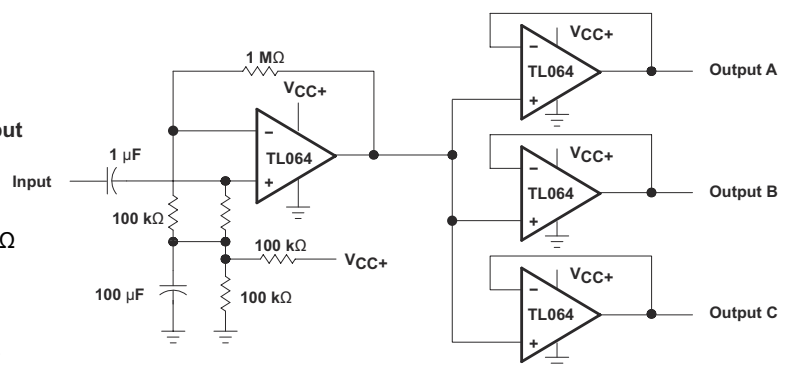 VCC+
TL064
Output A
1 MΩ
VCC+
TL064
1 µF
Input
100 kΩ
100 kΩ
VCC+
100 kΩ
100 µF
VCC+
TL064
Output B
VCC+
TL064
Output C
Ω
-
+
-
+
-
+
-
+